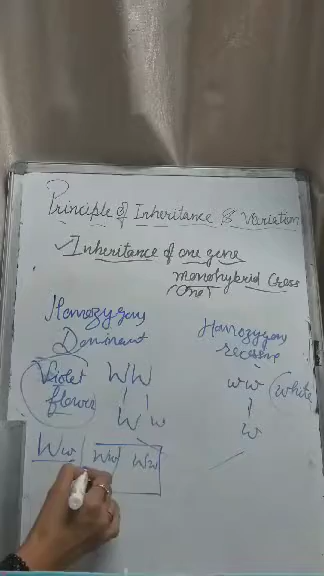 Principle of Inheritance & Variation
Inheritance of one gene
monohybrid Cross
(One)
Homozygous
Dominant
Homozygous
recessive
Violet
flower
WW
ww
white
W w
w
Ww
Ww
Ww